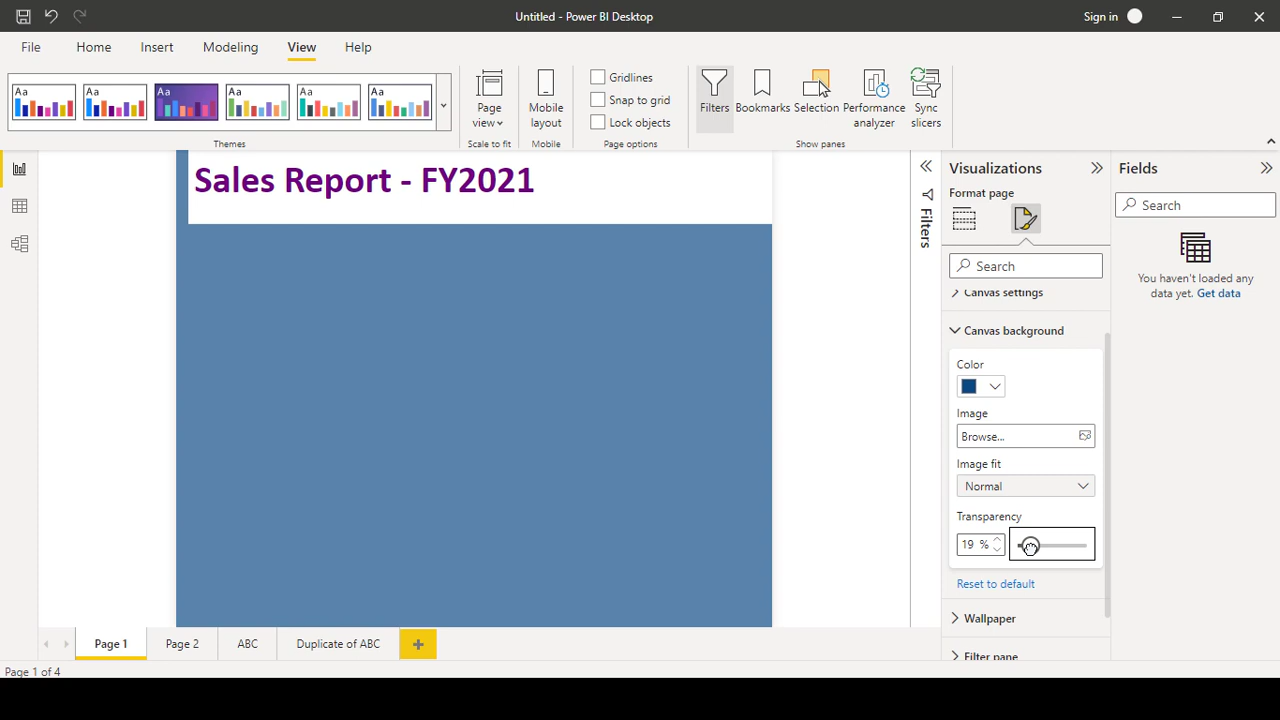 Untitled - Power BI Desktop
Sign in
File
Home
Insert
Modeling
View
Help
Aa
Aa
Aa
Aa
Aa
Aa
Themes
Page
view
Scale to fit
Mobile
layout
Mobile
Gridlines
Snap to grid
Lock objects
Page options
Filters
Bookmarks
Selection
Performance
analyzer
Sync
slicers
Show panes
Sales Report - FY2021
Filters
Visualizations
Format page
Search
Canvas settings
Canvas background
Color
Image
Browse...
Image fit
Normal
Transparency
19 %
Reset to default
Wallpaper
Filter pane
Fields
Search
You haven't loaded any
data yet. Get data
Page 1
Page 2
ABC
Duplicate of ABC
Page 1 of 4